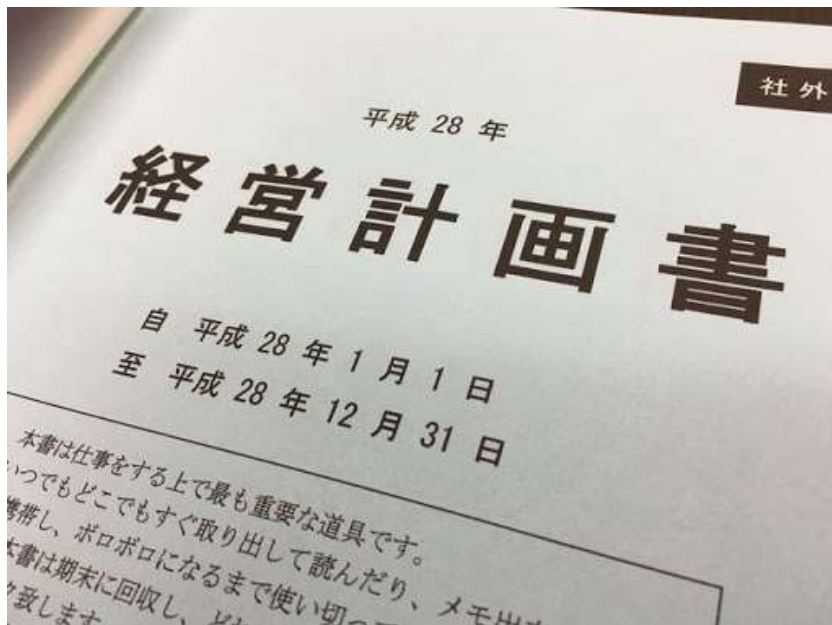 社外
平成 28 年
経営計画書
自 平成 28 年 1 月 1 日
至 平成 28 年 12 月 31 日
本書は仕事をする上で最も重要な道具です。
いつでもどこでもすぐ取り出して読んだり、メモ出
携帯し、ボロボロになるまで使い切っ
本書は期末に回収し、
致します